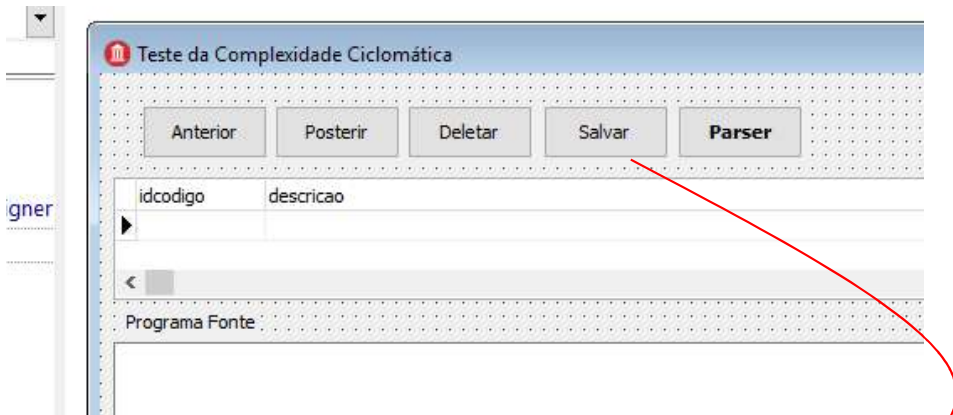 Teste da Complexidade Ciclomática
Anterior Posterir Deletar Salvar Parser
idcodigo descricao
igner
Programa Fonte